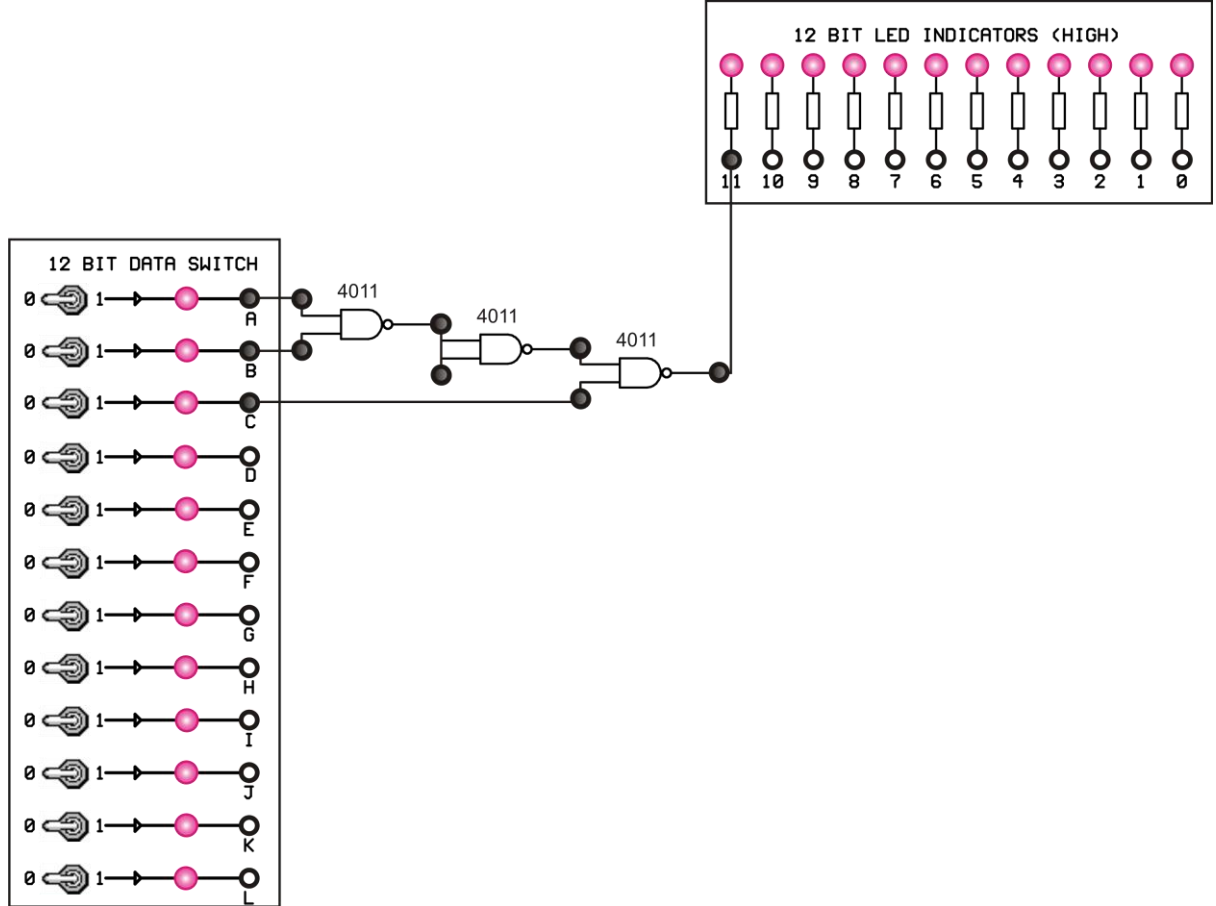 12 BIT LED INDICATORS (HIGH)
11 10 9 8 7 6 5 4 3 2 1 0
12 BIT DATA SWITCH
0 1 A
0 1 B
0 1 C
0 1 D
0 1 E
0 1 F
0 1 G
0 1 H
0 1 I
0 1 J
0 1 K
0 1 L
4011
4011
4011